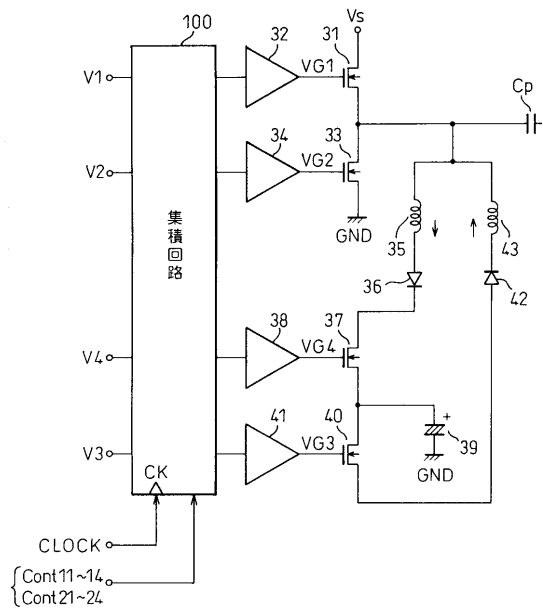 100
Vs
32
31
V1
VG1
Cp
34
33
V2
VG2
集積回路
GND
35
43
36
42
38
37
V4
VG4
41
40
+
39
V3
VG3
GND
CK
CLOCK
Cont11~14
Cont21~24